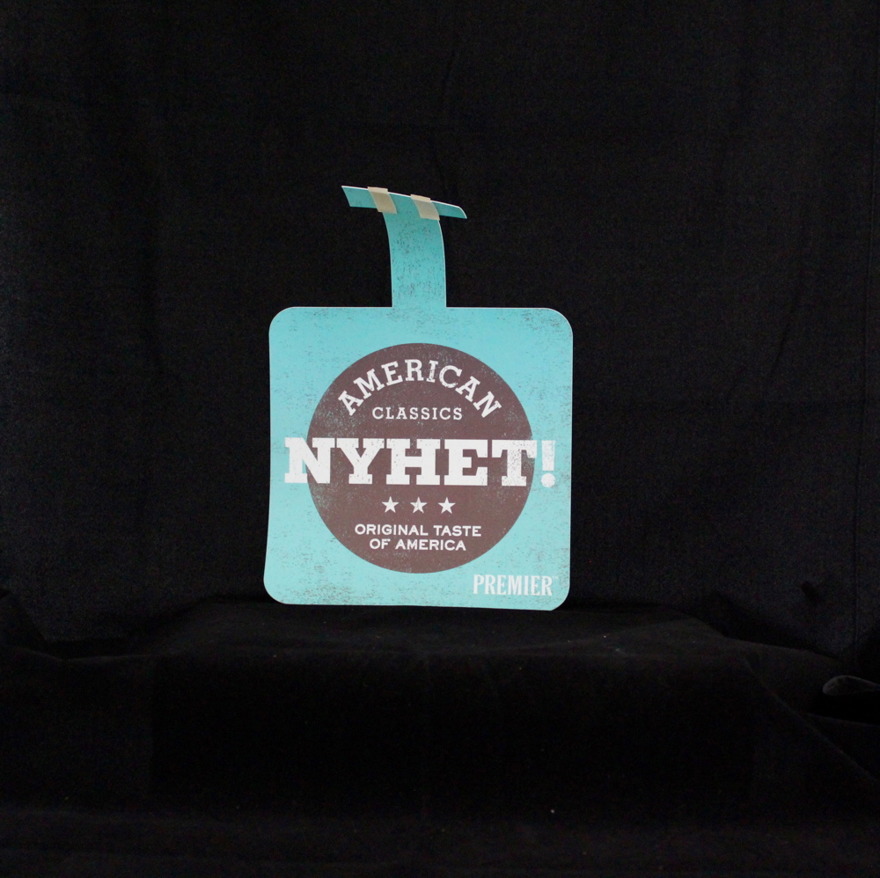 AMERICAN
CLASSICS
NYHET!
ORIGINAL TASTE
OF AMERICA
PREMIER